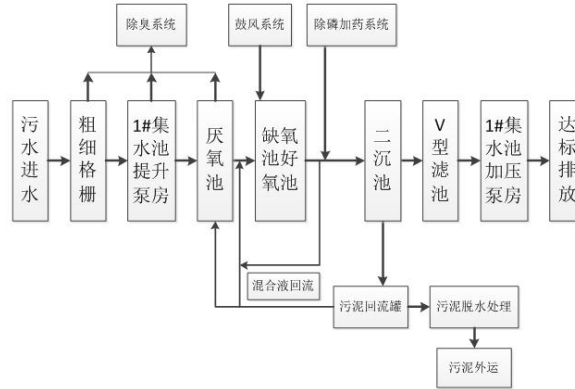 除臭系统
鼓风系统
除磷加药系统
污水进水
粗细格栅
1#集
水池
提升
泵房
厌氧池
缺氧
池好
氧池
二沉池
V
型滤池
1#集
水池
加压
泵房
达标排放
混合液回流
污泥回流罐
污泥脱水处理
污泥外运